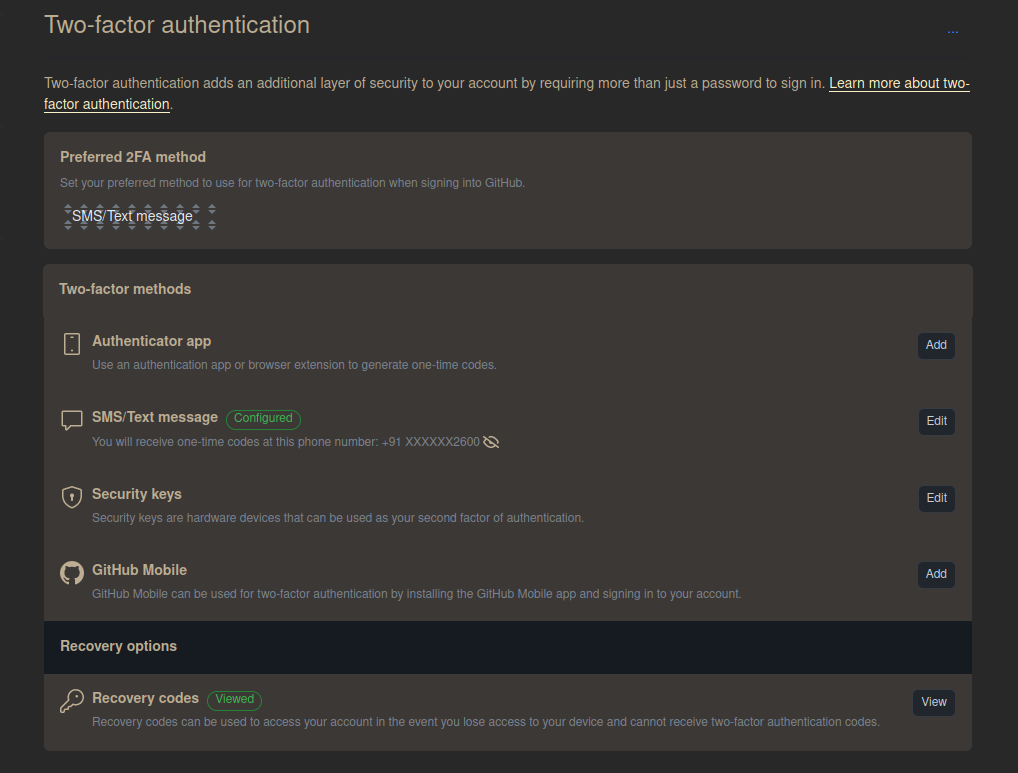 Two-factor authentication
...
Two-factor authentication adds an additional layer of security to your account by requiring more than just a password to sign in. Learn more about two-
factor authentication.
Preferred 2FA method
Set your preferred method to use for two-factor authentication when signing into GitHub.
SMS/Text message
Two-factor methods
Authenticator app
Add
Use an authentication app or browser extension to generate one-time codes.
SMS/Text message Configured
Edit
You will receive one-time codes at this phone number: +91 XXXXXX2600
Security keys
Edit
Security keys are hardware devices that can be used as your second factor of authentication.
GitHub Mobile
Add
GitHub Mobile can be used for two-factor authentication by installing the GitHub Mobile app and signing in to your account.
Recovery options
Recovery codes Viewed
View
Recovery codes can be used to access your account in the event you lose access to your device and cannot receive two-factor authentication codes.